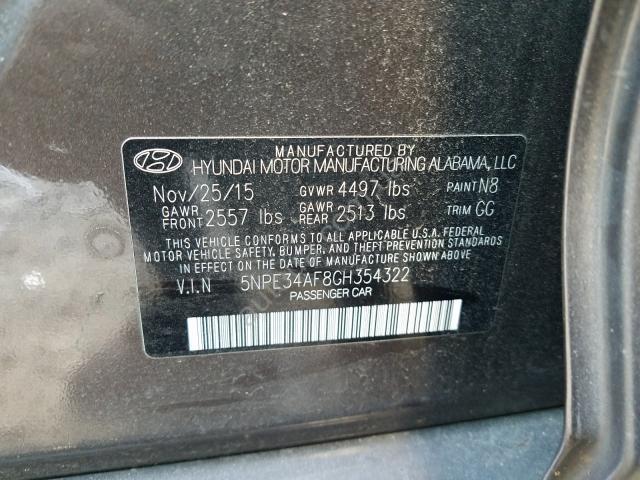 MANUFACTURED BY
HYUNDAI MOTOR MANUFACTURING ALABAMA, LLC
Nov/25/15 GVWR 4497 lbs PAINT N8
GAWR FRONT 2557 lbs GAWR REAR 2513 lbs TRIM GG
THIS VEHICLE CONFORMS TO ALL APPLICABLE U.S.A. FEDERAL
MOTOR VEHICLE SAFETY, BUMPER, AND THEFT PREVENTION
STANDARDS IN EFFECT ON THE DATE OF MANUFACTURE SHOWN ABOVE.
V.I.N 5NPE34AF8GH354322
PASSENGER CAR